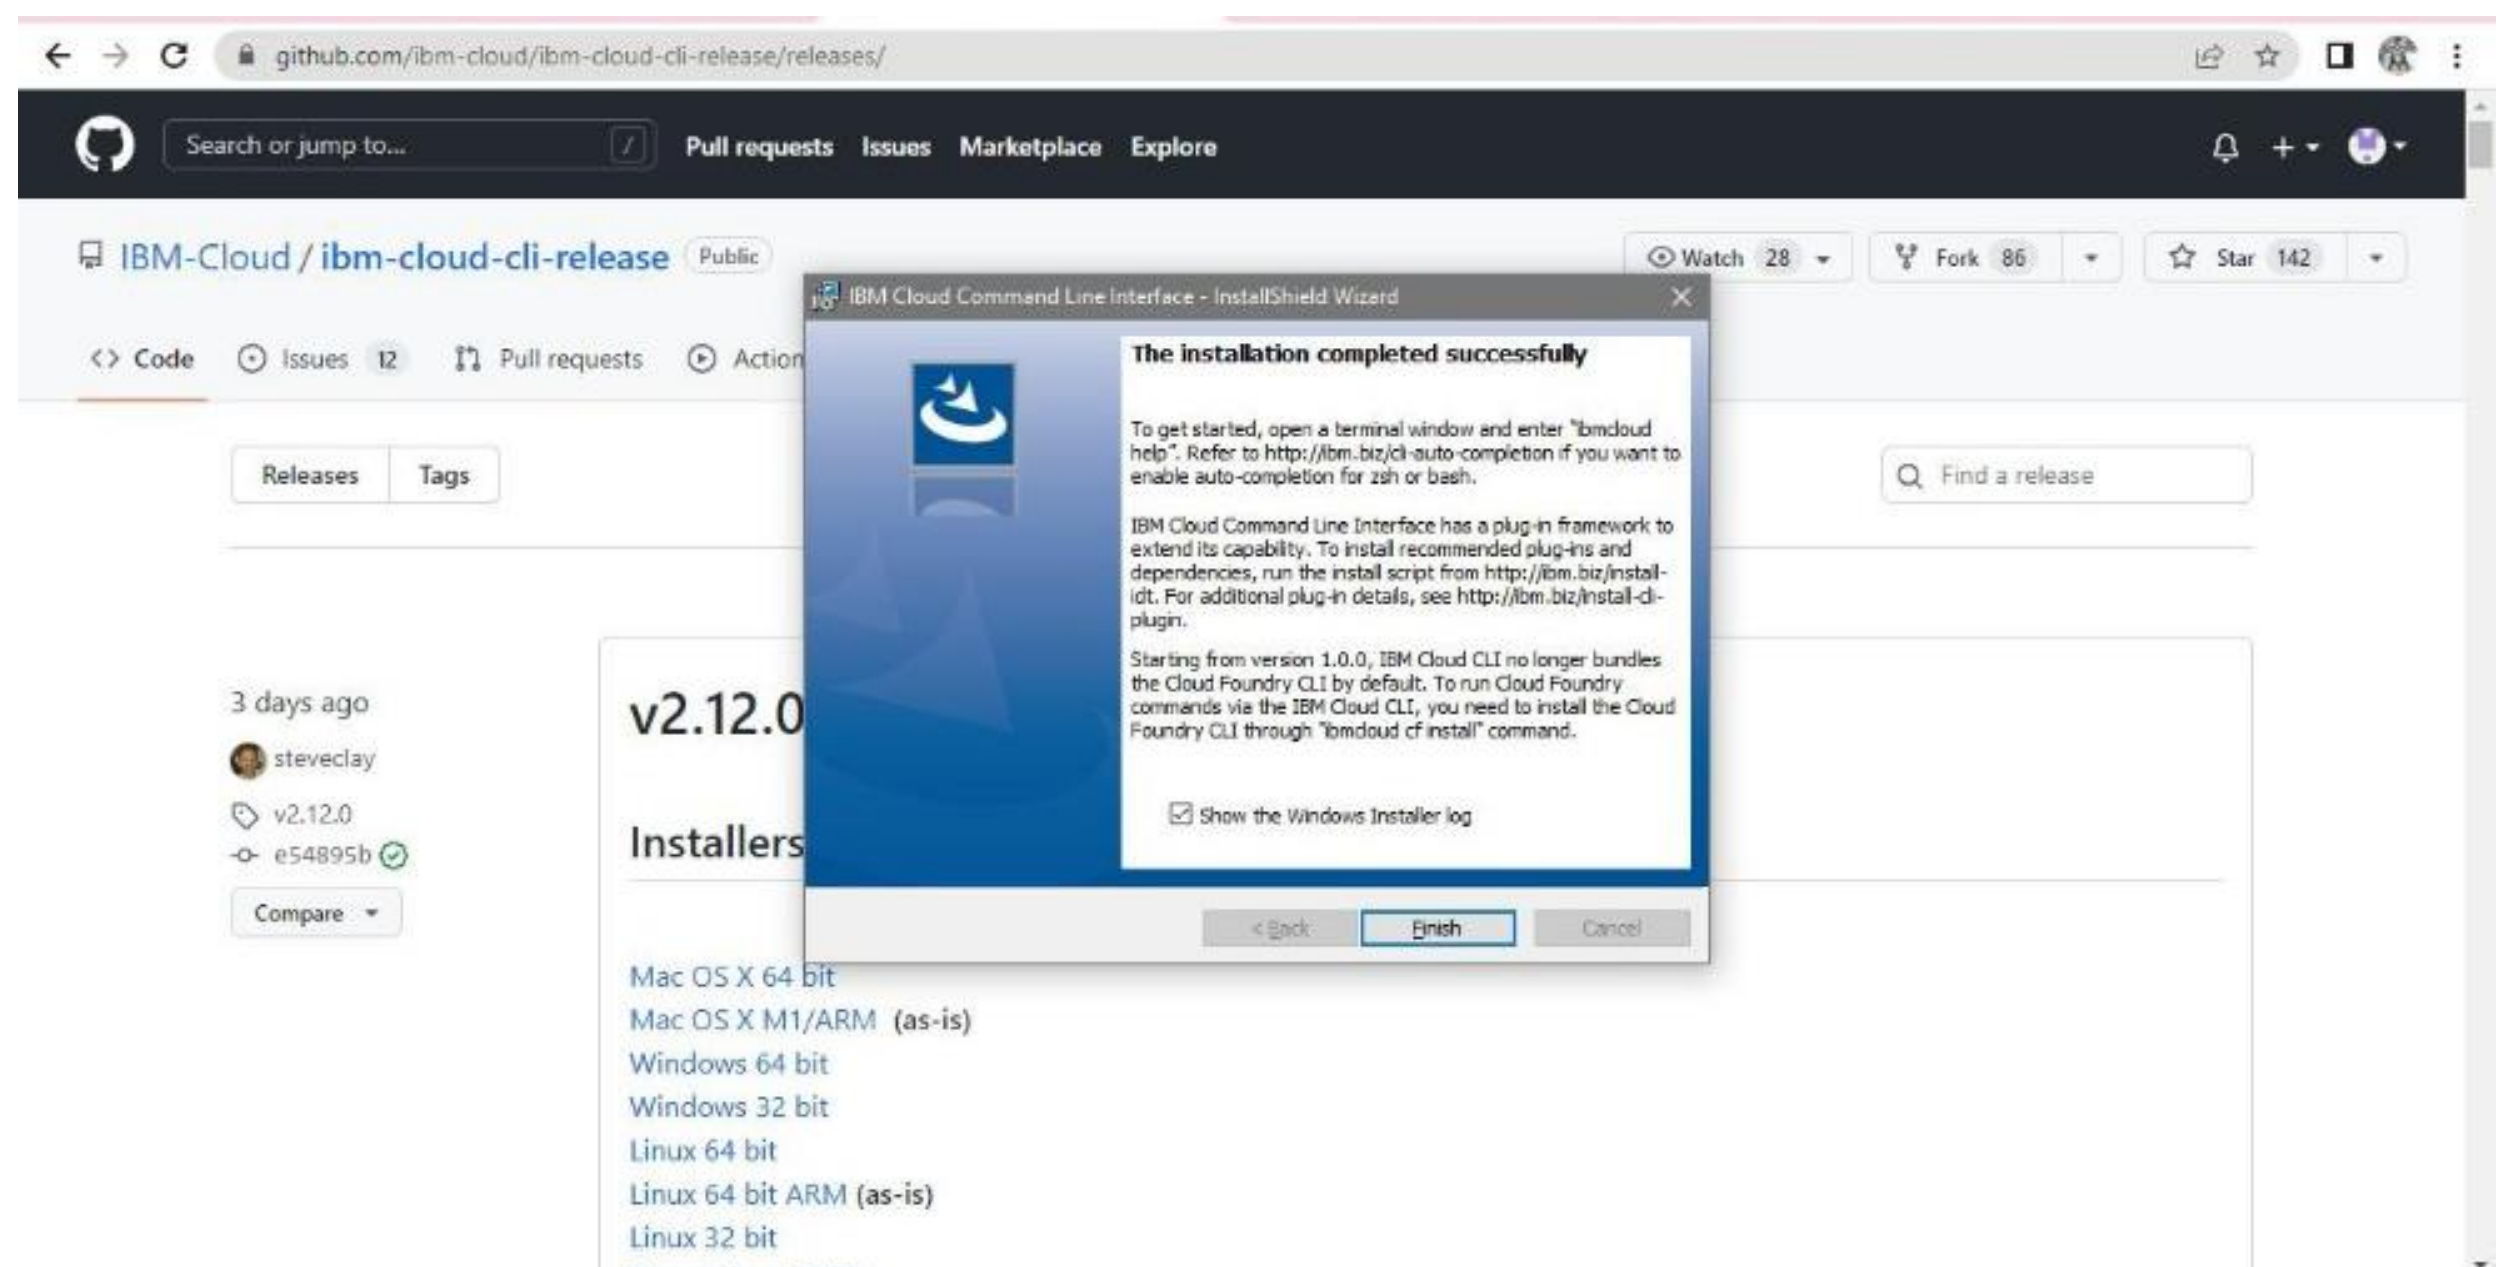 github.com/ibm-cloud/ibm-cloud-cli-release/releases/
Search or jump to... / Pull requests Issues Marketplace Explore
IBM-Cloud / ibm-cloud-cli-release Public
Watch 28 Fork 86 Star 142
Code Issues 12 Pull requests Action
IBM Cloud Command Line Interface - InstallShield Wizard
The installation completed successfully
To get started, open a terminal window and enter "ibmcloud
help". Refer to http://ibm.biz/cli-auto-completion if you want to
enable auto-completion for zsh or bash.
IBM Cloud Command Line Interface has a plug-in framework to
extend its capability. To install recommended plug-ins and
dependencies, run the install script from http://ibm.biz/install-
idt. For additional plug-in details, see http://ibm.biz/install-cli-
plugin.
Starting from version 1.0.0, IBM Cloud CLI no longer bundles
the Cloud Foundry CLI by default. To run Cloud Foundry
commands via the IBM Cloud CLI, you need to install the Cloud
Foundry CLI through "ibmcloud cf install" command.
Show the Windows Installer log
< Back Finish Cancel
Releases Tags
Find a release
3 days ago
steveclay
v2.12.0
e54895b
Compare
v2.12.0
Installers
Mac OS X 64 bit
Mac OS X M1/ARM (as-is)
Windows 64 bit
Windows 32 bit
Linux 64 bit
Linux 64 bit ARM (as-is)
Linux 32 bit